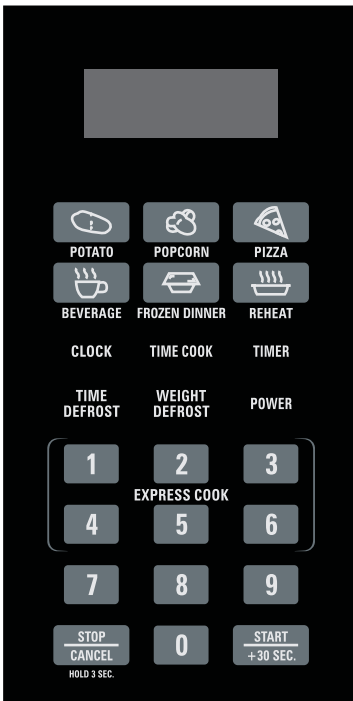 POTATO POPCORN PIZZA
BEVERAGE FROZEN DINNER REHEAT
CLOCK TIME COOK TIMER
TIME DEFROST WEIGHT DEFROST POWER
1 2 3
EXPRESS COOK
4 5 6
7 8 9
STOP CANCEL 0 START +30 SEC.
HOLD 3 SEC.